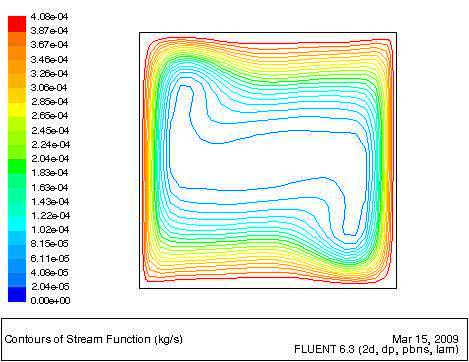 4.08e-04
3.87e-04
3.67e-04
3.46e-04
3.26e-04
3.06e-04
2.85e-04
2.65e-04
2.45e-04
2.24e-04
2.04e-04
1.83e-04
1.63e-04
1.43e-04
1.22e-04
1.02e-04
8.15e-05
6.11e-05
4.08e-05
2.04e-05
0.00e+00
Contours of Stream Function (kg/s)
Mar 15, 2009
FLUENT 6.3 (2d, dp, pbns, lam)